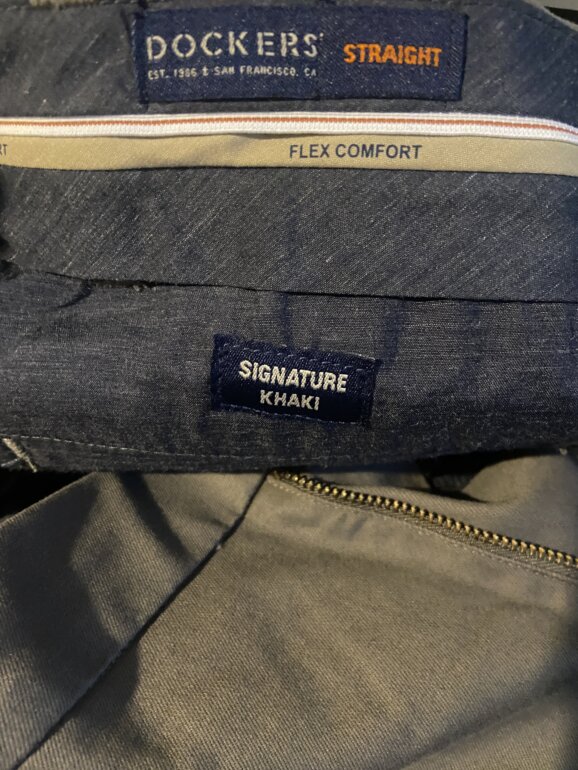 DOCKERS® STRAIGHT
EST. 1986 ± SAN FRANCISCO, CA
FLEX COMFORT
SIGNATURE
KHAKI